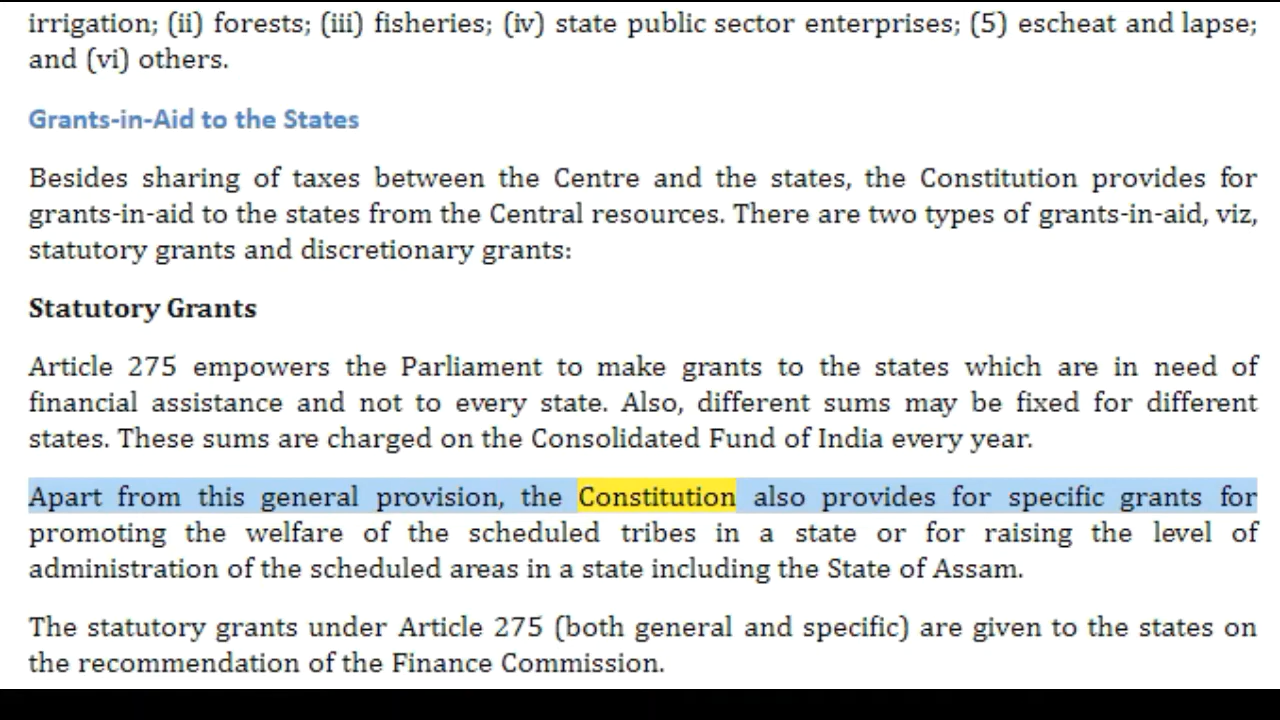 irrigation; (ii) forests; (iii) fisheries; (iv) state public sector enterprises; (5) escheat and lapse;
and (vi) others.
Grants-in-Aid to the States
Besides sharing of taxes between the Centre and the states, the Constitution provides for
grants-in-aid to the states from the Central resources. There are two types of grants-in-aid, viz,
statutory grants and discretionary grants:
Statutory Grants
Article 275 empowers the Parliament to make grants to the states which are in need of
financial assistance and not to every state. Also, different sums may be fixed for different
states. These sums are charged on the Consolidated Fund of India every year.
Apart from this general provision, the Constitution also provides for specific grants for
promoting the welfare of the scheduled tribes in a state or for raising the level of
administration of the scheduled areas in a state including the State of Assam.
The statutory grants under Article 275 (both general and specific) are given to the states on
the recommendation of the Finance Commission.